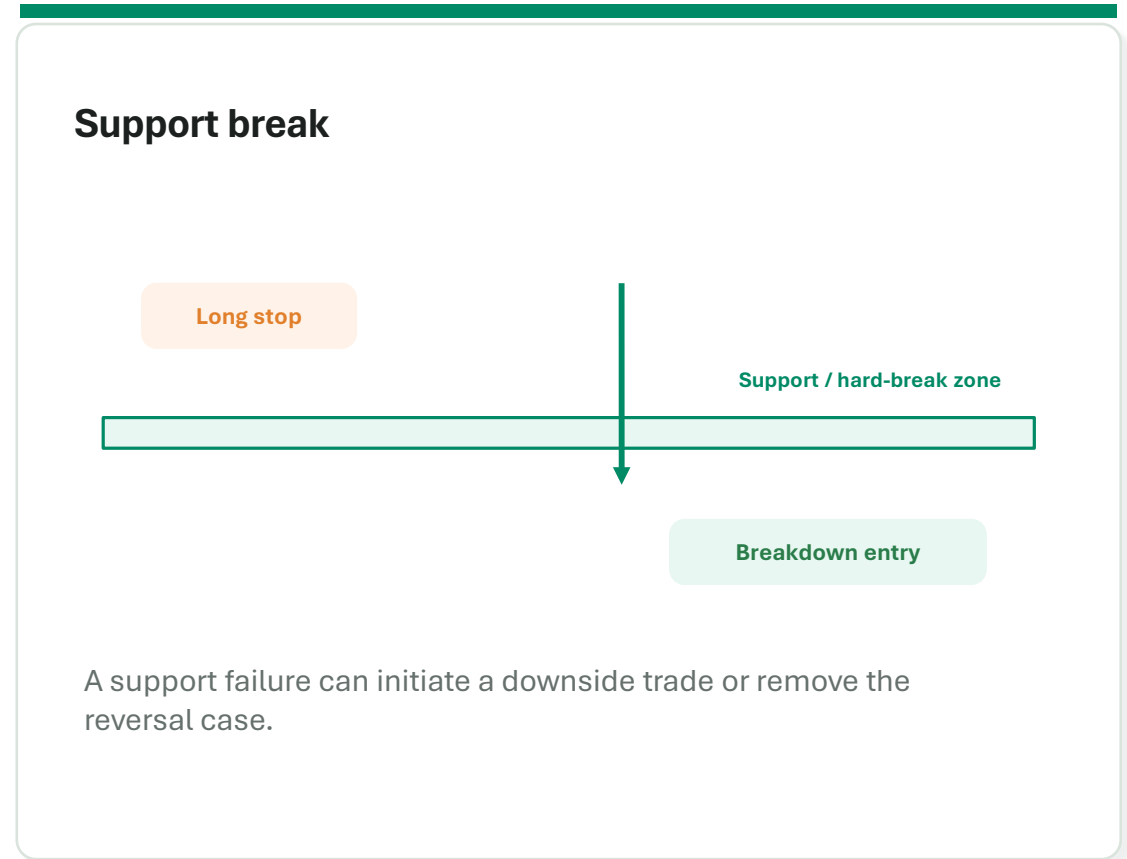 Support break
Long stop
Support / hard-break zone
Breakdown entry
A support failure can initiate a downside trade or remove the
reversal case.